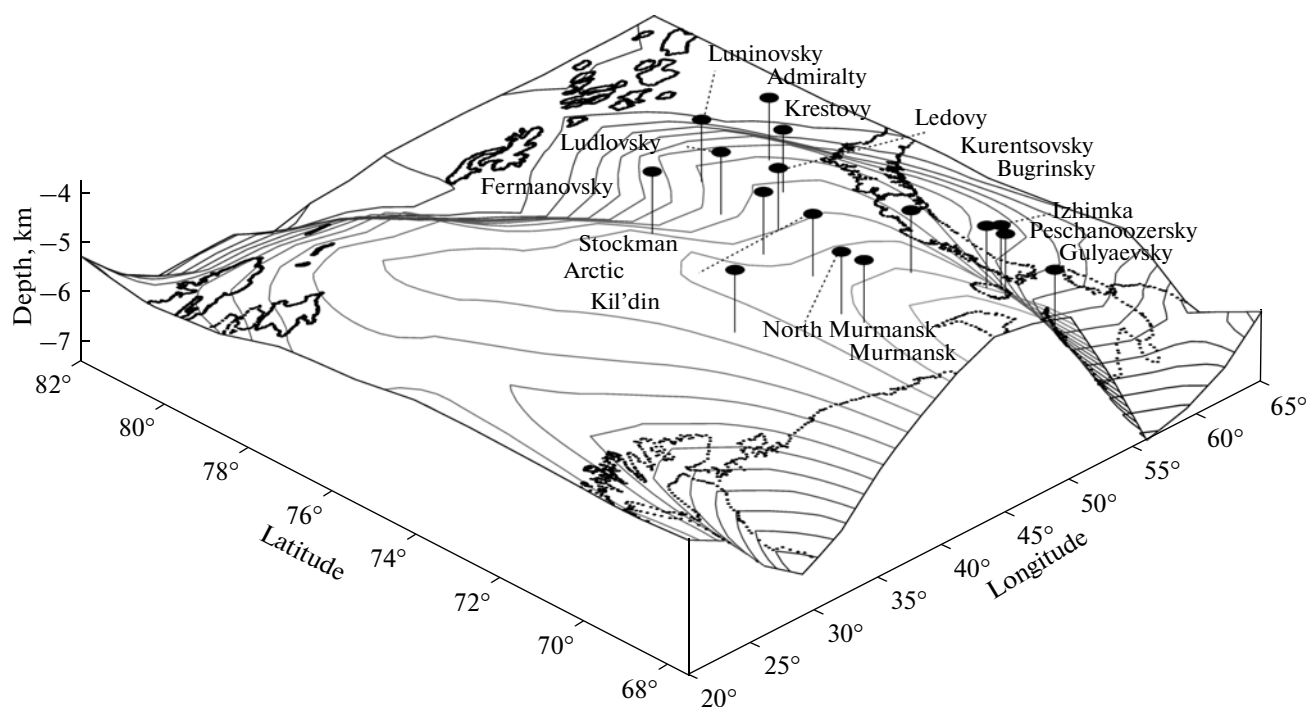 Luninovsky
Admiralty
Krestovy
Ledovy
Ludlovsky
Kurentsovsky
Bugrinsky
Fermanovsky
Izhimka
Peschanoozersky
Gulyaevsky
Stockman
Arctic
Kil’din
North Murmansk
Murmansk
Depth, km
−4
−5
−6
−7
82°
80°
78°
76°
74°
72°
70°
68°
Latitude
20°
25°
30°
35°
40°
45°
50°
55°
60°
65°
Longitude